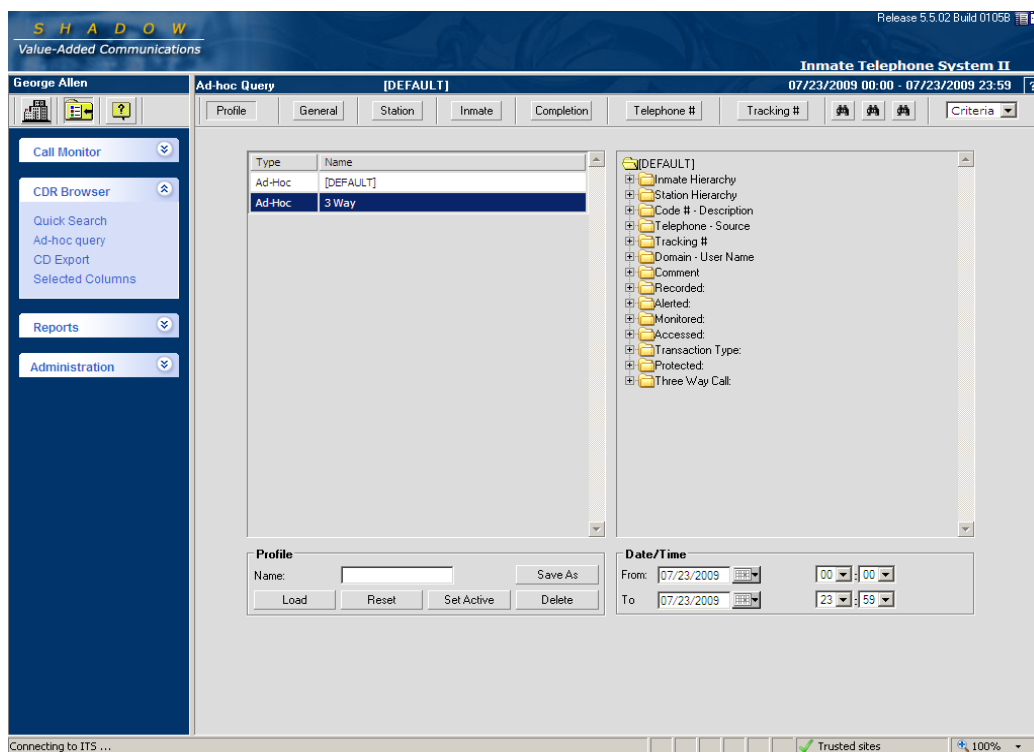 S H A D O W
Value-Added Communications
Release 5.5.02 Build 0105B
Inmate Telephone System II
George Allen
Ad-hoc Query [DEFAULT] 07/23/2009 00:00 - 07/23/2009 23:59 ?
Profile General Station Inmate Completion Telephone # Tracking # Criteria
?
Call Monitor
CDR Browser
Quick Search
Ad-hoc query
CD Export
Selected Columns
Reports
Administration
Type Name
Ad-Hoc [DEFAULT]
Ad-Hoc 3 Way
[DEFAULT]
Inmate Hierarchy
Station Hierarchy
Code # - Description
Telephone - Source
Tracking #
Domain - User Name
Comment
Recorded:
Alerted:
Monitored:
Accessed:
Transaction Type:
Protected:
Three Way Call:
Profile
Name: Save As
Load Reset Set Active Delete
Date/Time
From: 07/23/2009 00 : 00
To 07/23/2009 23 : 59
Connecting to ITS ... Trusted sites 100%